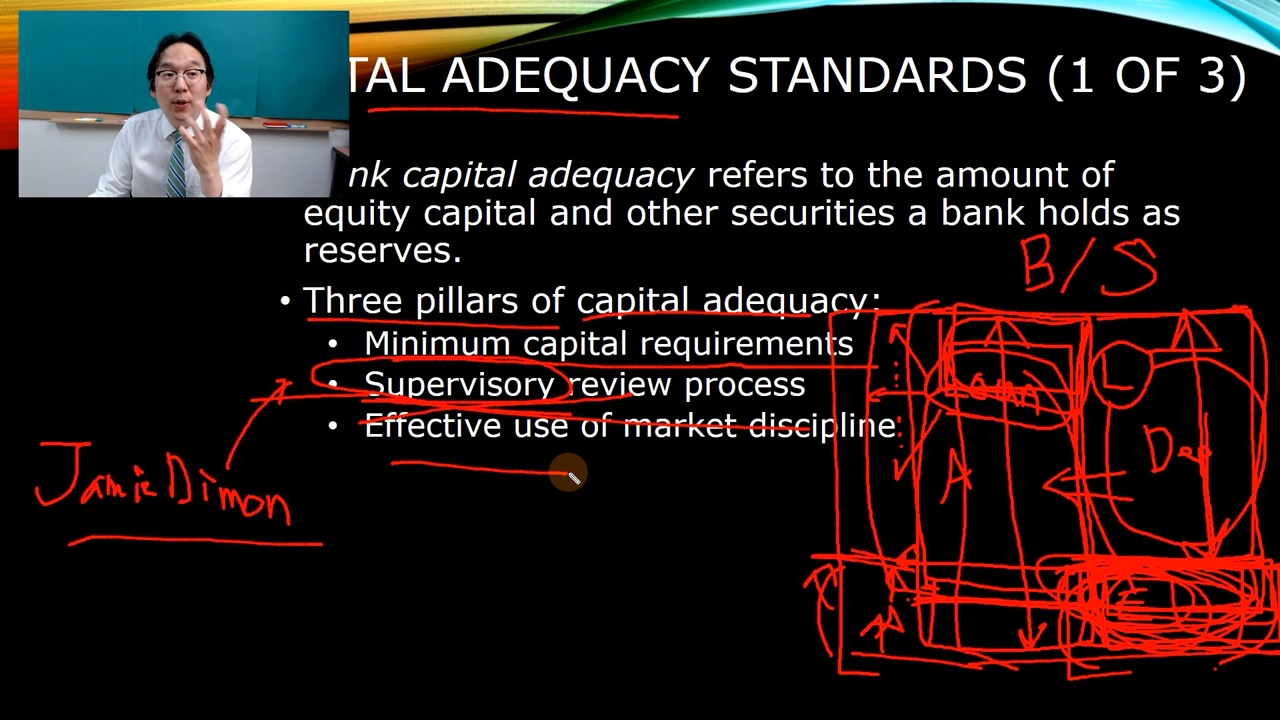 TAL ADEQUACY STANDARDS (1 OF 3)
nk capital adequacy refers to the amount of
equity capital and other securities a bank holds as
reserves.
B/S
• Three pillars of capital adequacy:
• Minimum capital requirements
• Supervisory review process
• Effective use of market discipline
Loan
L
Dep
A
Jamie Dimon
E